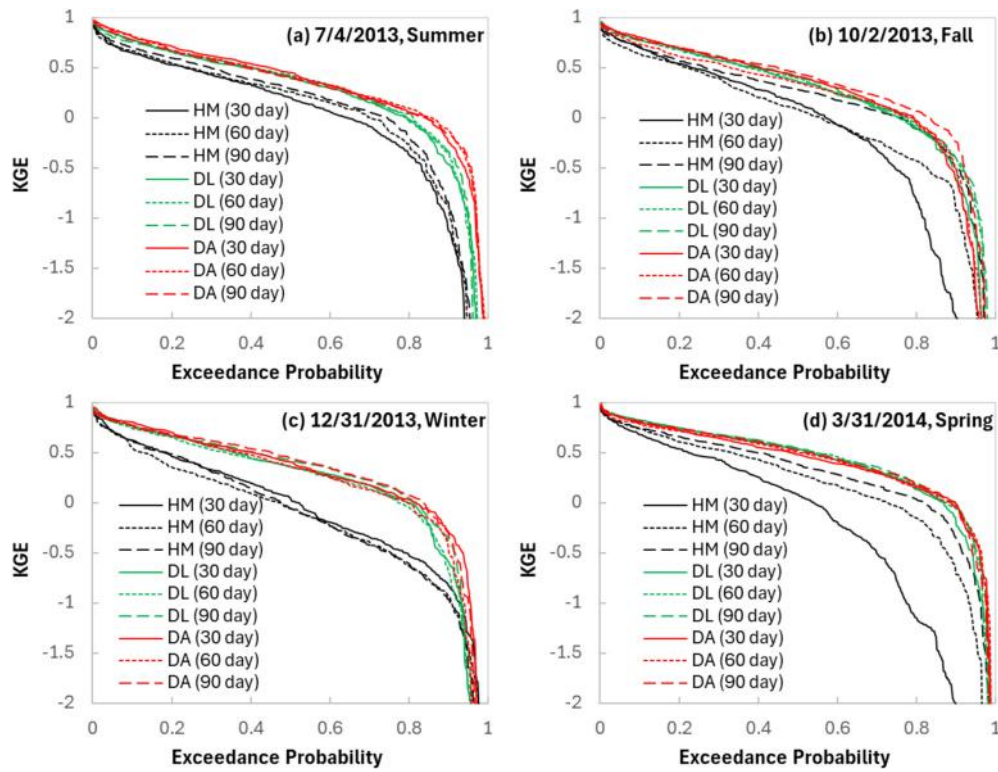 (a) 7/4/2013, Summer
KGE
1
0.5
0
-0.5
-1
-1.5
-2
HM (30 day)
HM (60 day)
HM (90 day)
DL (30 day)
DL (60 day)
DL (90 day)
DA (30 day)
DA (60 day)
DA (90 day)
0 0.2 0.4 0.6 0.8 1
Exceedance Probability
(b) 10/2/2013, Fall
KGE
1
0.5
0
-0.5
-1
-1.5
-2
HM (30 day)
HM (60 day)
HM (90 day)
DL (30 day)
DL (60 day)
DL (90 day)
DA (30 day)
DA (60 day)
DA (90 day)
0 0.2 0.4 0.6 0.8 1
Exceedance Probability
(c) 12/31/2013, Winter
KGE
1
0.5
0
-0.5
-1
-1.5
-2
HM (30 day)
HM (60 day)
HM (90 day)
DL (30 day)
DL (60 day)
DL (90 day)
DA (30 day)
DA (60 day)
DA (90 day)
0 0.2 0.4 0.6 0.8 1
Exceedance Probability
(d) 3/31/2014, Spring
KGE
1
0.5
0
-0.5
-1
-1.5
-2
HM (30 day)
HM (60 day)
HM (90 day)
DL (30 day)
DL (60 day)
DL (90 day)
DA (30 day)
DA (60 day)
DA (90 day)
0 0.2 0.4 0.6 0.8 1
Exceedance Probability